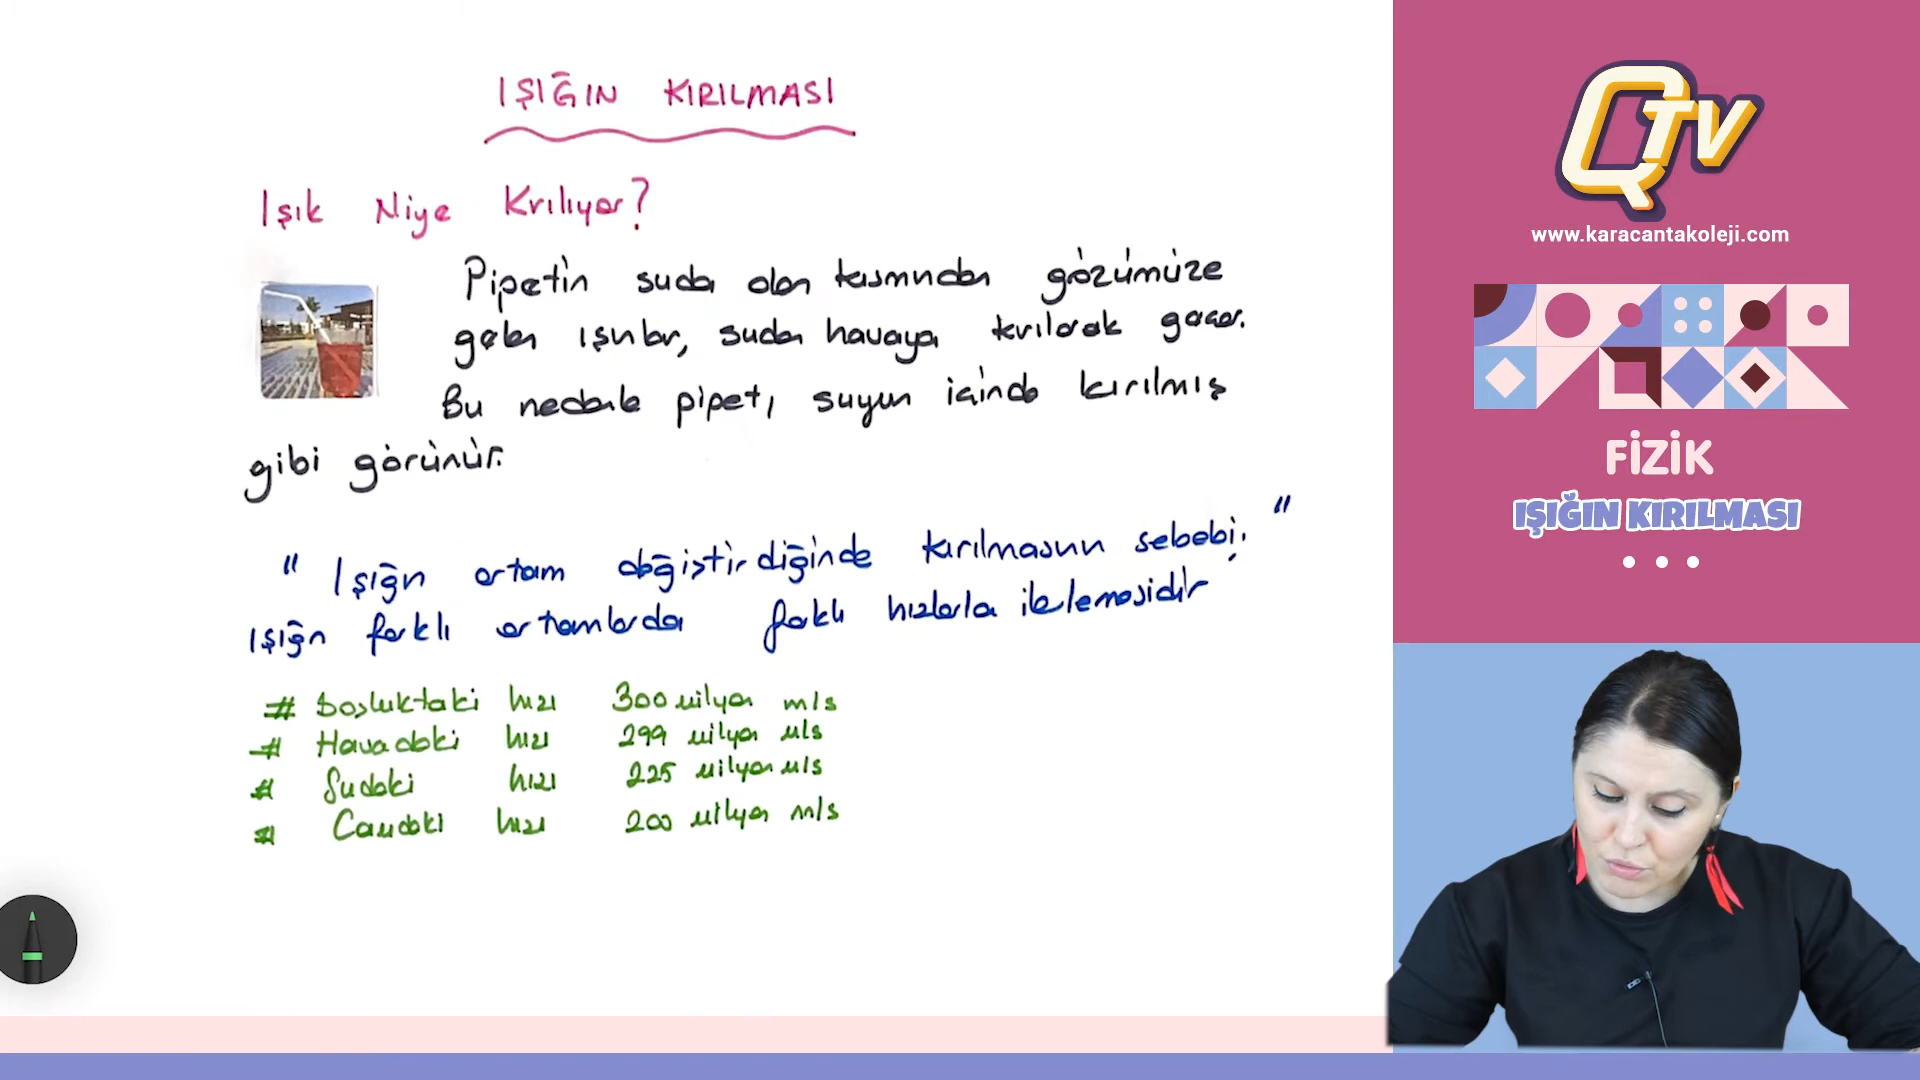 IŞIĞIN KIRILMASI
Işık Niye Kırılıyor?
Pipetin suda olan kısmından gözümüze
gelen ışınlar, sudan havaya kırılarak geçer.
Bu nedenle pipet, suyun içinde kırılmış
gibi görünür.
" Işığın ortam değiştirdiğinde kırılmasının sebebi; "
ışığın farklı ortamlarda farklı hızlarla ilerlemesidir
# Boşluktaki hızı 300 milyon m/s
# Havadaki hızı 299 milyon m/s
# Sudaki hızı 225 milyon m/s
# Camdaki hızı 200 milyon m/s
QTV
www.karacantakoleji.com
FİZİK
IŞIĞIN KIRILMASI